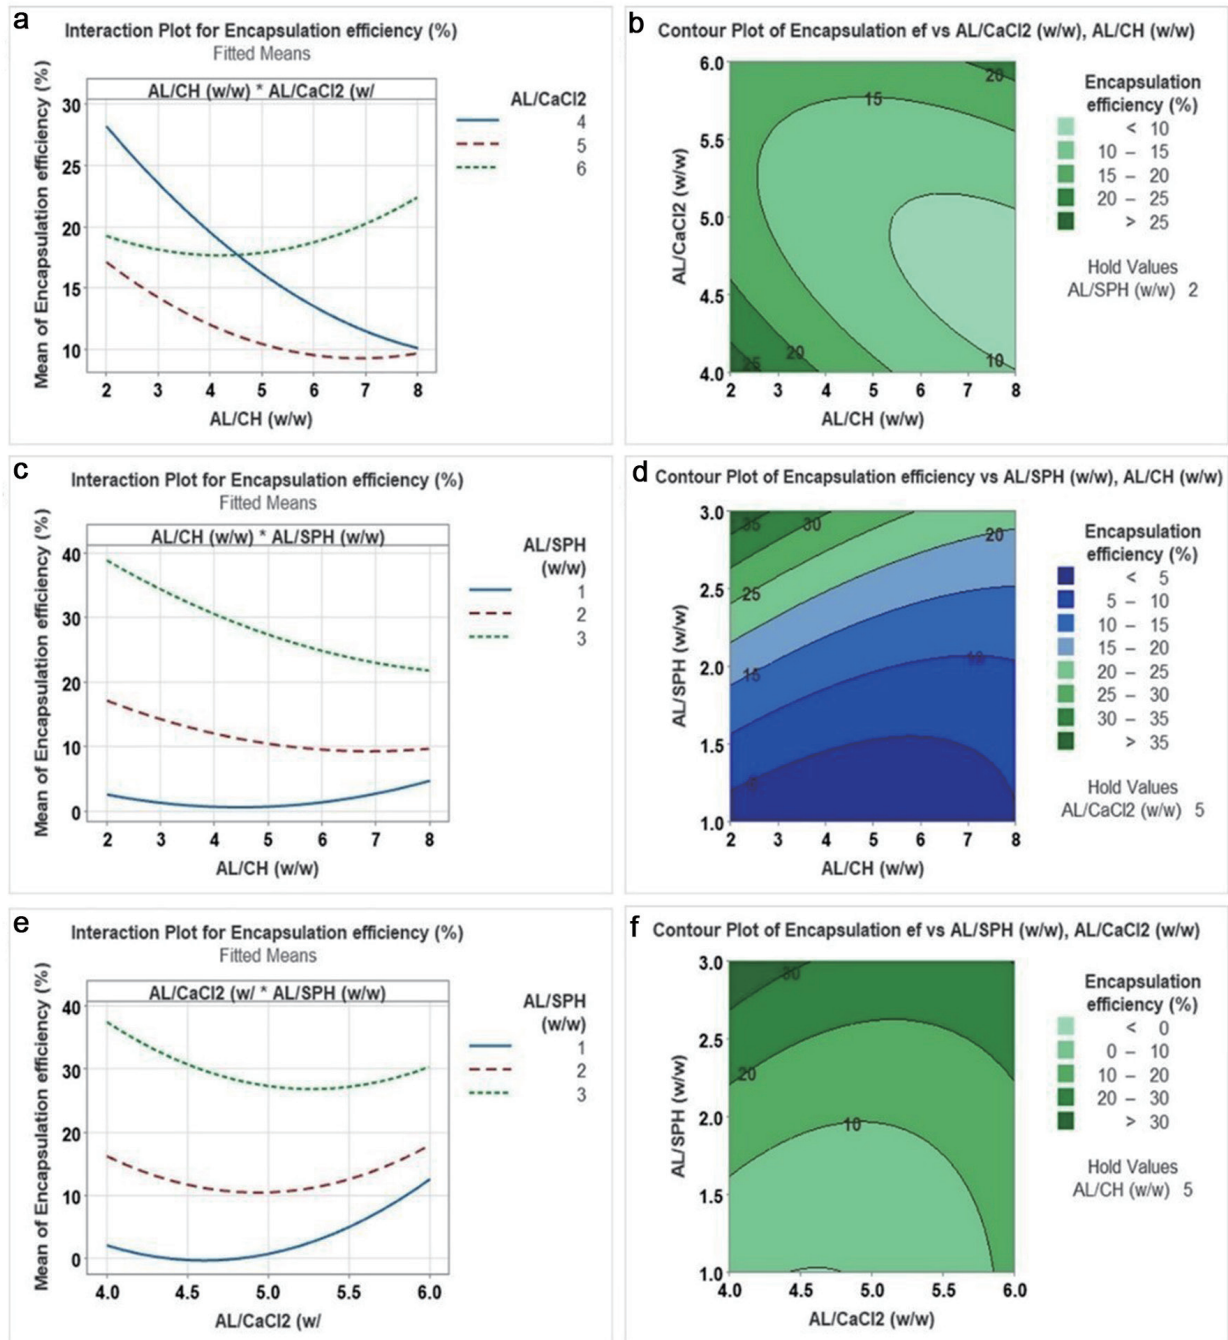 a
Interaction Plot for Encapsulation efficiency (%)
Fitted Means
AL/CH (w/w) * AL/CaCl2 (w/
Mean of Encapsulation efficiency (%)
30
25
20
15
10
2 3 4 5 6 7 8
AL/CH (w/w)
AL/CaCl2
4
5
6
b
Contour Plot of Encapsulation ef vs AL/CaCl2 (w/w), AL/CH (w/w)
AL/CaCl2 (w/w)
6.0
5.5
5.0
4.5
4.0
20
15
20
25
10
2 3 4 5 6 7 8
AL/CH (w/w)
Encapsulation
efficiency (%)
< 10
10 – 15
15 – 20
20 – 25
> 25
Hold Values
AL/SPH (w/w) 2
c
Interaction Plot for Encapsulation efficiency (%)
Fitted Means
AL/CH (w/w) * AL/SPH (w/w)
Mean of Encapsulation efficiency (%)
40
30
20
10
0
2 3 4 5 6 7 8
AL/CH (w/w)
AL/SPH
(w/w)
1
2
3
d
Contour Plot of Encapsulation efficiency vs AL/SPH (w/w), AL/CH (w/w)
AL/SPH (w/w)
3.0
2.5
2.0
1.5
1.0
35
30
20
25
15
10
5
2 3 4 5 6 7 8
AL/CH (w/w)
Encapsulation
efficiency (%)
< 5
5 – 10
10 – 15
15 – 20
20 – 25
25 – 30
30 – 35
> 35
Hold Values
AL/CaCl2 (w/w) 5
e
Interaction Plot for Encapsulation efficiency (%)
Fitted Means
AL/CaCl2 (w/ * AL/SPH (w/w)
Mean of Encapsulation efficiency (%)
40
30
20
10
0
4.0 4.5 5.0 5.5 6.0
AL/CaCl2 (w/
AL/SPH
(w/w)
1
2
3
f
Contour Plot of Encapsulation ef vs AL/SPH (w/w), AL/CaCl2 (w/w)
AL/SPH (w/w)
3.0
2.5
2.0
1.5
1.0
30
20
10
4.0 4.5 5.0 5.5 6.0
AL/CaCl2 (w/w)
Encapsulation
efficiency (%)
< 0
0 – 10
10 – 20
20 – 30
> 30
Hold Values
AL/CH (w/w) 5